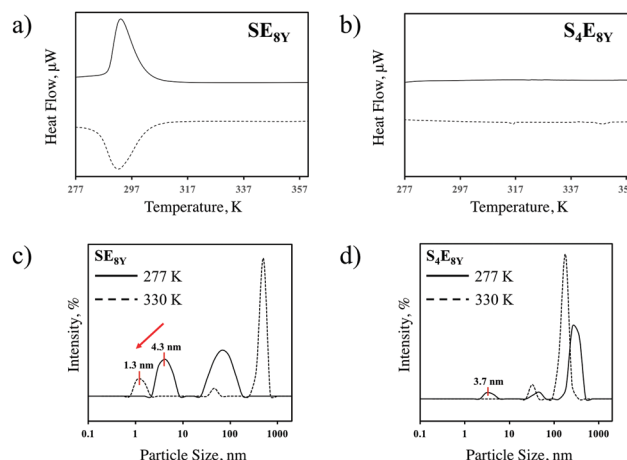 a)
SE8Y
Heat Flow, μW
277 297 317 337 357
Temperature, K
b)
S4E8Y
Heat Flow, μW
277 297 317 337 35
Temperature, K
c)
SE8Y
277 K
330 K
4.3 nm
1.3 nm
Intensity, %
0.1 1 10 100 1000
Particle Size, nm
d)
S4E8Y
277 K
330 K
3.7 nm
Intensity, %
0.1 1 10 100 1000
Particle Size, nm